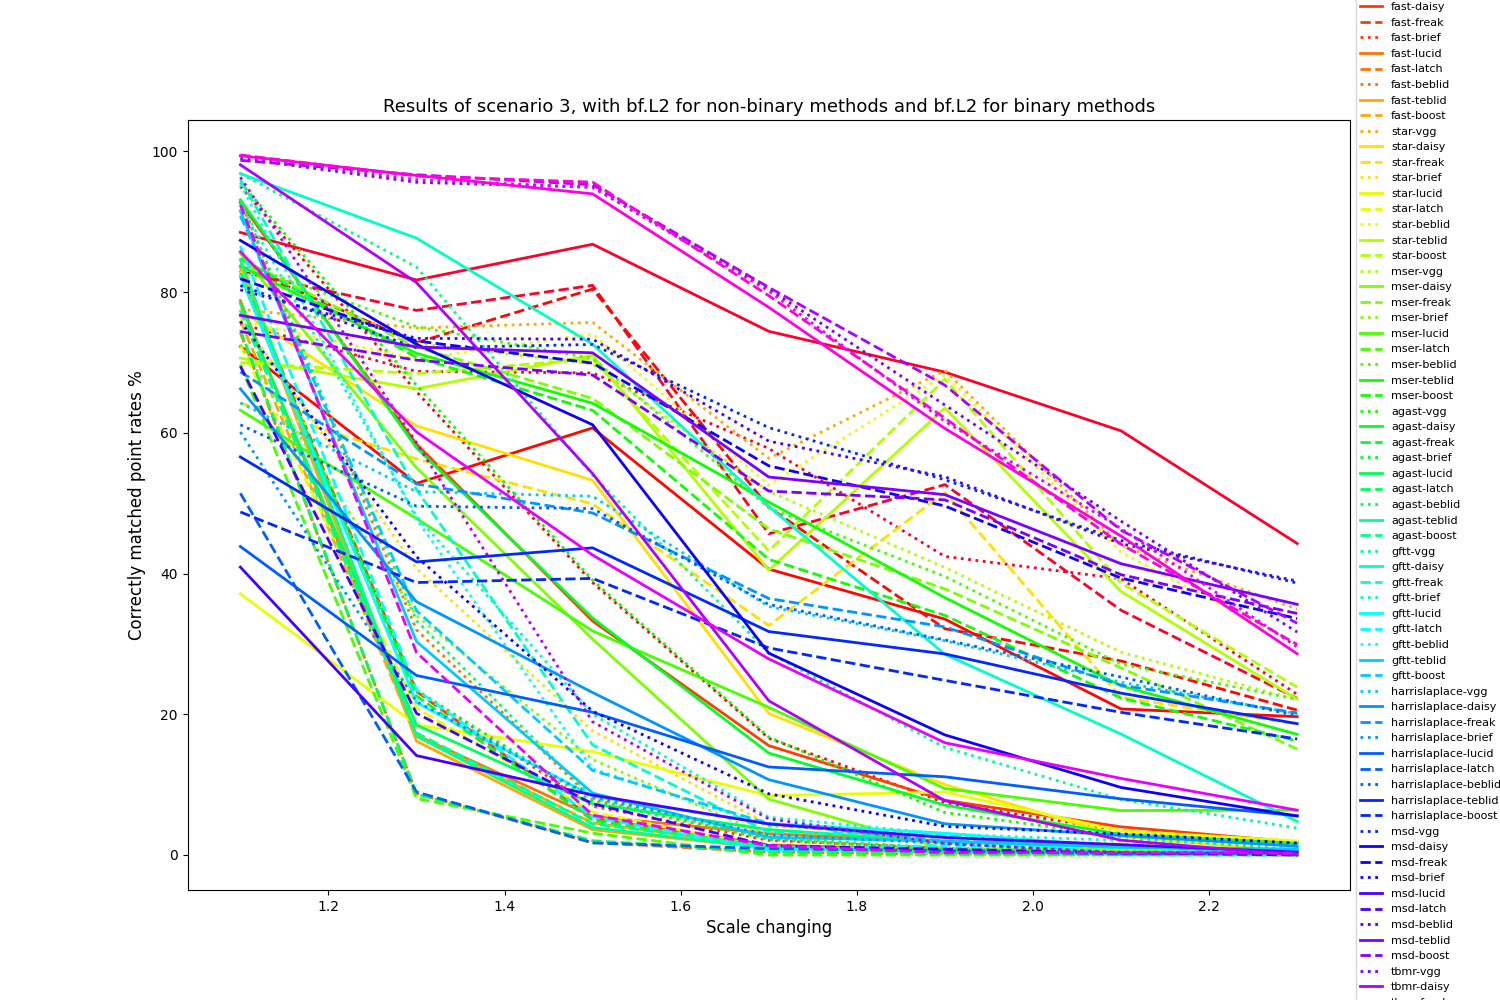 Results of scenario 3, with bf.L2 for non-binary methods and bf.L2 for binary methods
Correctly matched point rates %
100
80
60
40
20
0
1.2
1.4
1.6
1.8
2.0
2.2
Scale changing
fast-daisy
fast-freak
fast-brief
fast-lucid
fast-latch
fast-beblid
fast-teblid
fast-boost
star-vgg
star-daisy
star-freak
star-brief
star-lucid
star-latch
star-beblid
star-teblid
star-boost
mser-vgg
mser-daisy
mser-freak
mser-brief
mser-lucid
mser-latch
mser-beblid
mser-teblid
mser-boost
agast-vgg
agast-daisy
agast-freak
agast-brief
agast-lucid
agast-latch
agast-beblid
agast-teblid
agast-boost
gftt-vgg
gftt-daisy
gftt-freak
gftt-brief
gftt-lucid
gftt-latch
gftt-beblid
gftt-teblid
gftt-boost
harrislaplace-vgg
harrislaplace-daisy
harrislaplace-freak
harrislaplace-brief
harrislaplace-lucid
harrislaplace-latch
harrislaplace-beblid
harrislaplace-teblid
harrislaplace-boost
msd-vgg
msd-daisy
msd-freak
msd-brief
msd-lucid
msd-latch
msd-beblid
msd-teblid
msd-boost
tbmr-vgg
tbmr-daisy